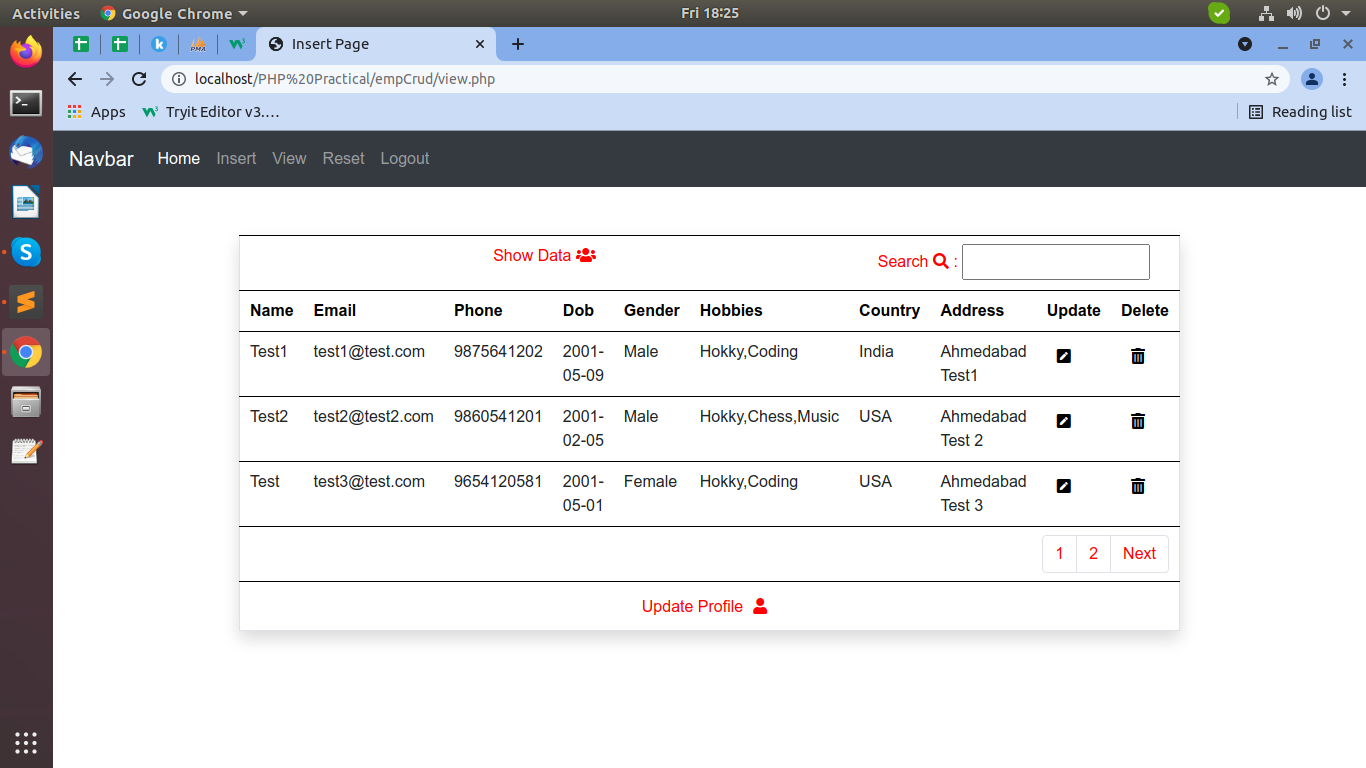 Activities Google Chrome Fri 18:25
Insert Page
localhost/PHP%20Practical/empCrud/view.php
Apps Tryit Editor v3.… Reading list
Navbar Home Insert View Reset Logout
Show Data Search :
Name Email Phone Dob Gender Hobbies Country Address Update Delete
Test1 test1@test.com 9875641202 2001- Male Hokky,Coding India Ahmedabad
05-09 Test1
Test2 test2@test2.com 9860541201 2001- Male Hokky,Chess,Music USA Ahmedabad
02-05 Test 2
Test test3@test.com 9654120581 2001- Female Hokky,Coding USA Ahmedabad
05-01 Test 3
1 2 Next
Update Profile